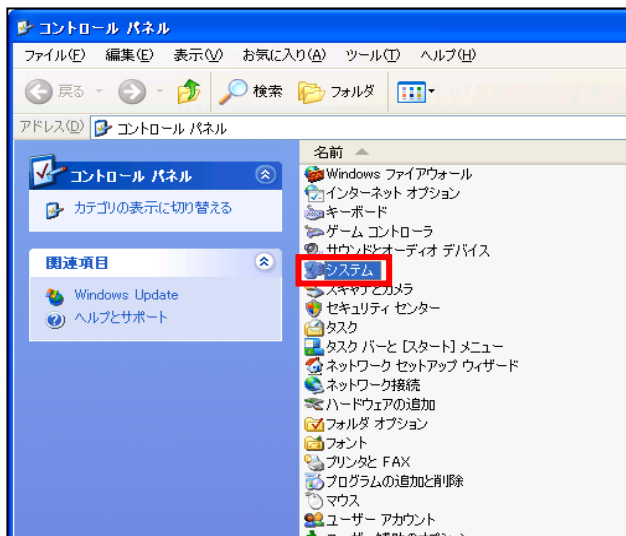 コントロール パネル
ファイル(F) 編集(E) 表示(V) お気に入り(A) ツール(T) ヘルプ(H)
戻る 検索 フォルダ
アドレス(D) コントロール パネル
コントロール パネル
カテゴリの表示に切り替える
関連項目
Windows Update
ヘルプとサポート
名前
Windows ファイアウォール
インターネット オプション
キーボード
ゲーム コントローラ
サウンドとオーディオ デバイス
システム
スキャナとカメラ
セキュリティ センター
タスク
タスク バーと [スタート] メニュー
ネットワーク セットアップ ウィザード
ネットワーク接続
ハードウェアの追加
フォルダ オプション
フォント
プリンタと FAX
プログラムの追加と削除
マウス
ユーザー アカウント